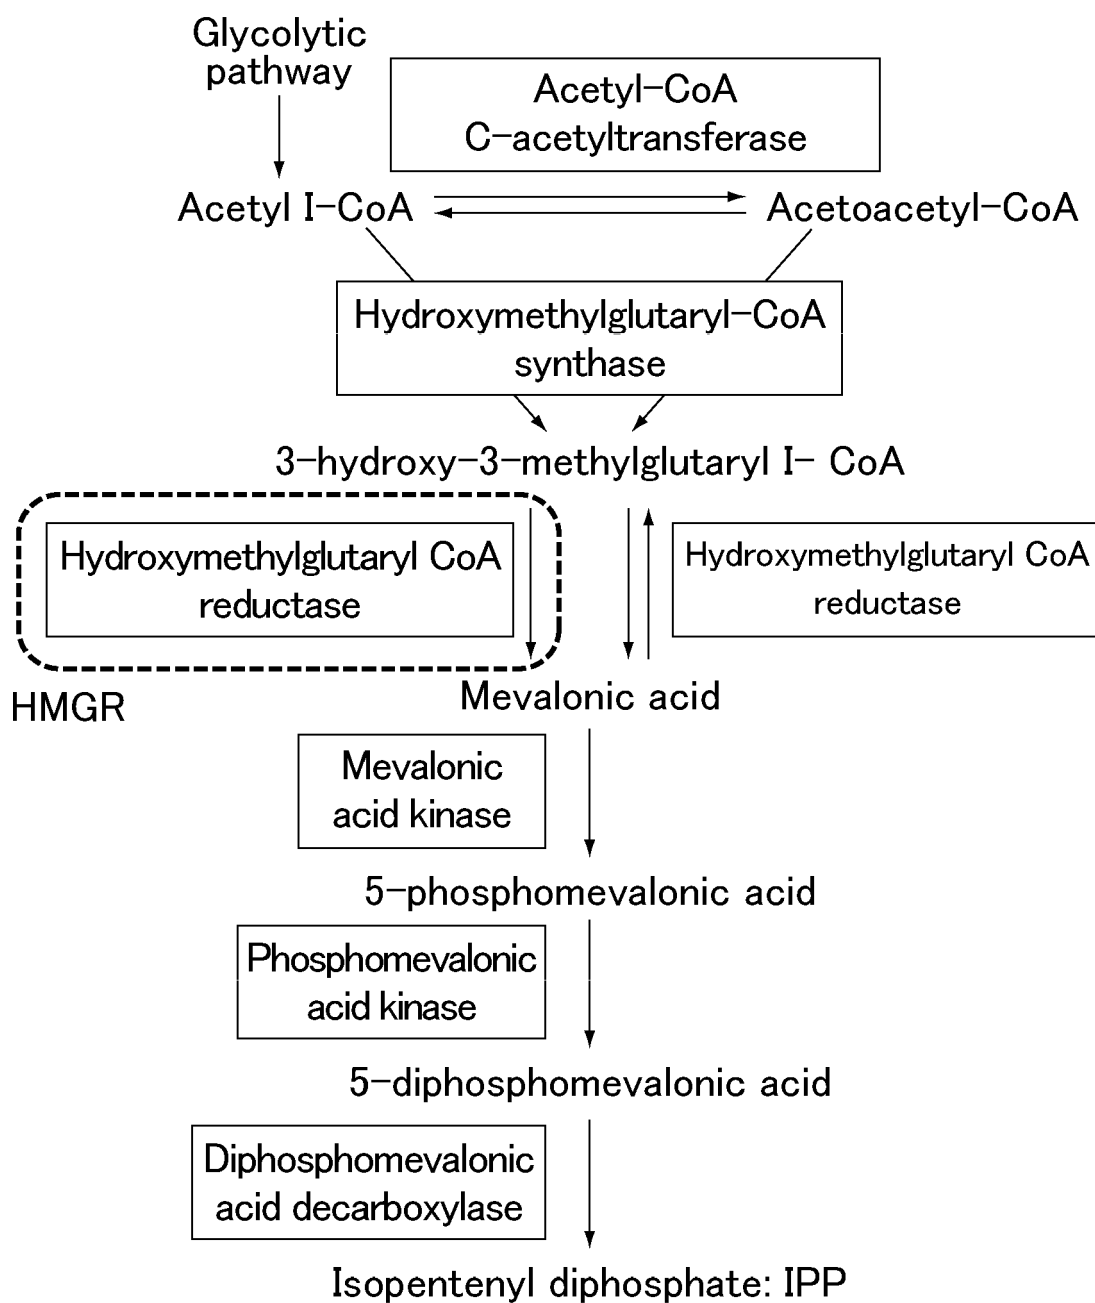 Glycolytic
pathway
Acetyl-CoA
C-acetyltransferase
Acetyl I-CoA
Acetoacetyl-CoA
Hydroxymethylglutaryl-CoA
synthase
3-hydroxy-3-methylglutaryl I- CoA
Hydroxymethylglutaryl CoA
reductase
Hydroxymethylglutaryl CoA
reductase
HMGR
Mevalonic acid
Mevalonic
acid kinase
5-phosphomevalonic acid
Phosphomevalonic
acid kinase
5-diphosphomevalonic acid
Diphosphomevalonic
acid decarboxylase
Isopentenyl diphosphate: IPP